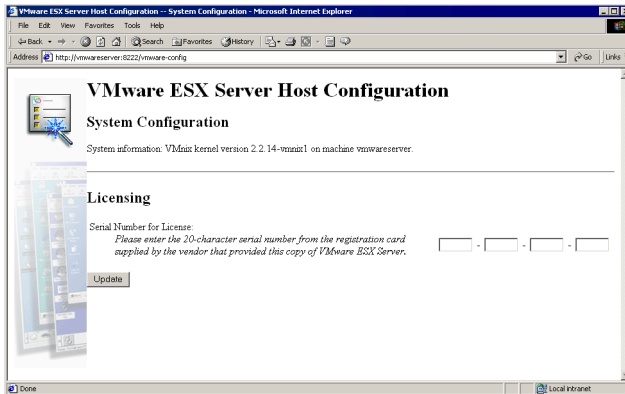 VMware ESX Server Host Configuration -- System Configuration - Microsoft Internet Explorer
File Edit View Favorites Tools Help
Back Search Favorites History
Address http://vmwareserver:8222/vmware-config Go Links
VMware ESX Server Host Configuration
System Configuration
System information: VMnix kernel version 2.2.14-vmnix1 on machine vmwareserver.
Licensing
Serial Number for License:
Please enter the 20-character serial number from the registration card
supplied by the vendor that provided this copy of VMware ESX Server.
- - -
Update
Done Local intranet